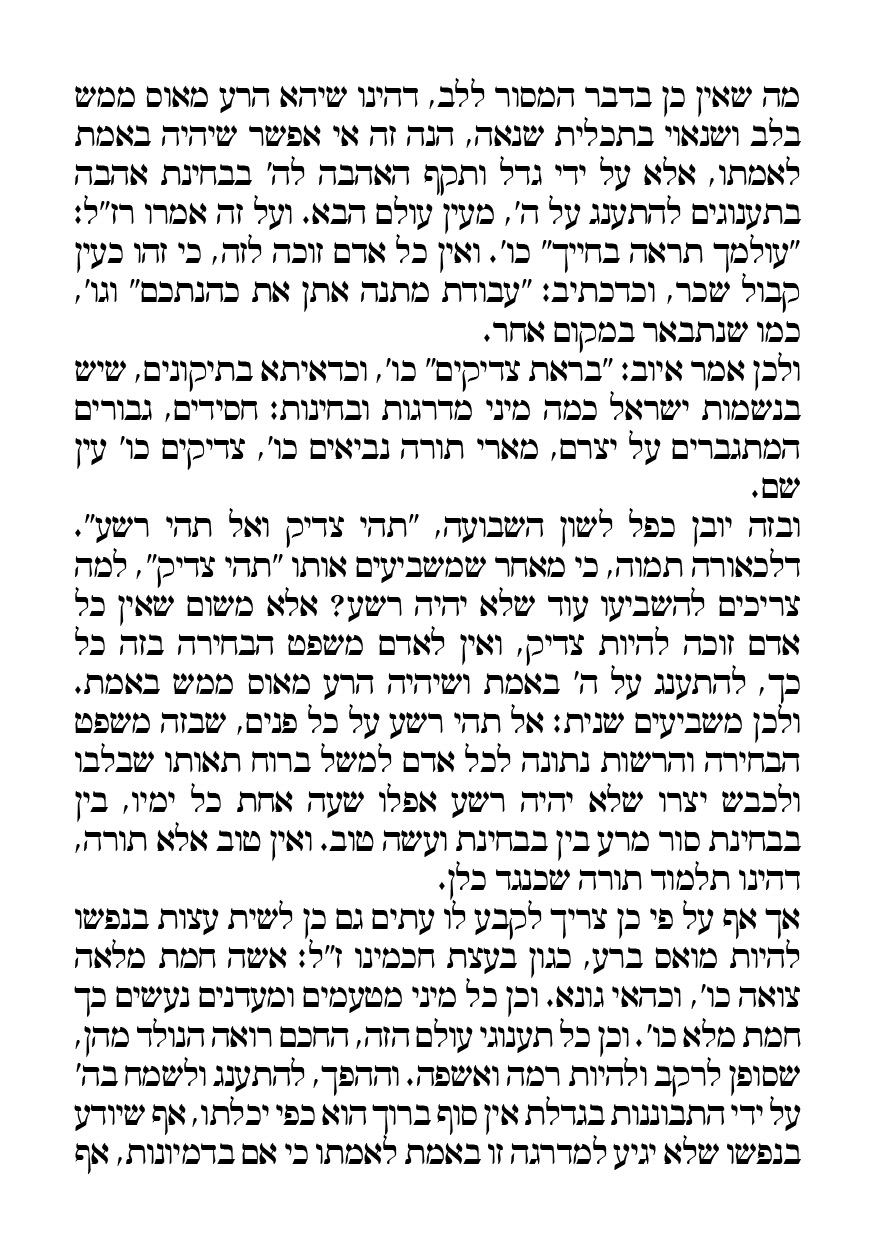 מה שאין כן בדבר המסור ללב, דהינו שיהא הרע מאוס ממש
בלב ושנאוי בתכלית שנאה, הנה זה אי אפשר שיהיה באמת
לאמתו, אלא על ידי גדל ותקף האהבה לה' בבחינת אהבה
בתענוגים להתענג על ה', מעין עולם הבא. ועל זה אמרו רז"ל:
"עולמך תראה בחייך" כו'. ואין כל אדם זוכה לזה, כי זהו כעין
קבול שכר, וכדכתיב: "עבודת מתנה אתן את כהנתכם" וגו',
כמו שנתבאר במקום אחר.
ולכן אמר איוב: "בראת צדיקים" כו', וכדאיתא בתיקונים, שיש
בנשמות ישראל כמה מיני מדרגות ובחינות: חסידים, גבורים
המתגברים על יצרם, מארי תורה נביאים כו', צדיקים כו' עין
שם.
ובזה יובן כפל לשון השבועה, "תהי צדיק ואל תהי רשע".
דלכאורה תמוה, כי מאחר שמשביעים אותו "תהי צדיק", למה
צריכים להשביעו עוד שלא יהיה רשע? אלא משום שאין כל
אדם זוכה להיות צדיק, ואין לאדם משפט הבחירה בזה כל
כך, להתענג על ה' באמת ושיהיה הרע מאוס ממש באמת.
ולכן משביעים שנית: אל תהי רשע על כל פנים, שבזה משפט
הבחירה והרשות נתונה לכל אדם למשל ברוח תאותו שבלבו
ולכבש יצרו שלא יהיה רשע אפלו שעה אחת כל ימיו, בין
בבחינת סור מרע בין בבחינת ועשה טוב. ואין טוב אלא תורה,
דהינו תלמוד תורה שכנגד כלן.
אך אף על פי כן צריך לקבע לו עתים גם כן לשית עצות בנפשו
להיות מואס ברע, כגון בעצת חכמינו ז"ל: אשה חמת מלאה
צואה כו', וכהאי גונא. וכן כל מיני מטעמים ומעדנים נעשים כך
חמת מלא כו'. וכן כל תענוגי עולם הזה, החכם רואה הנולד מהן,
שסופן לרקב ולהיות רמה ואשפה. וההפך, להתענג ולשמח בה'
על ידי התבוננות בגדלת אין סוף ברוך הוא כפי יכלתו, אף שיודע
בנפשו שלא יגיע למדרגה זו באמת לאמתו כי אם בדמיונות, אף